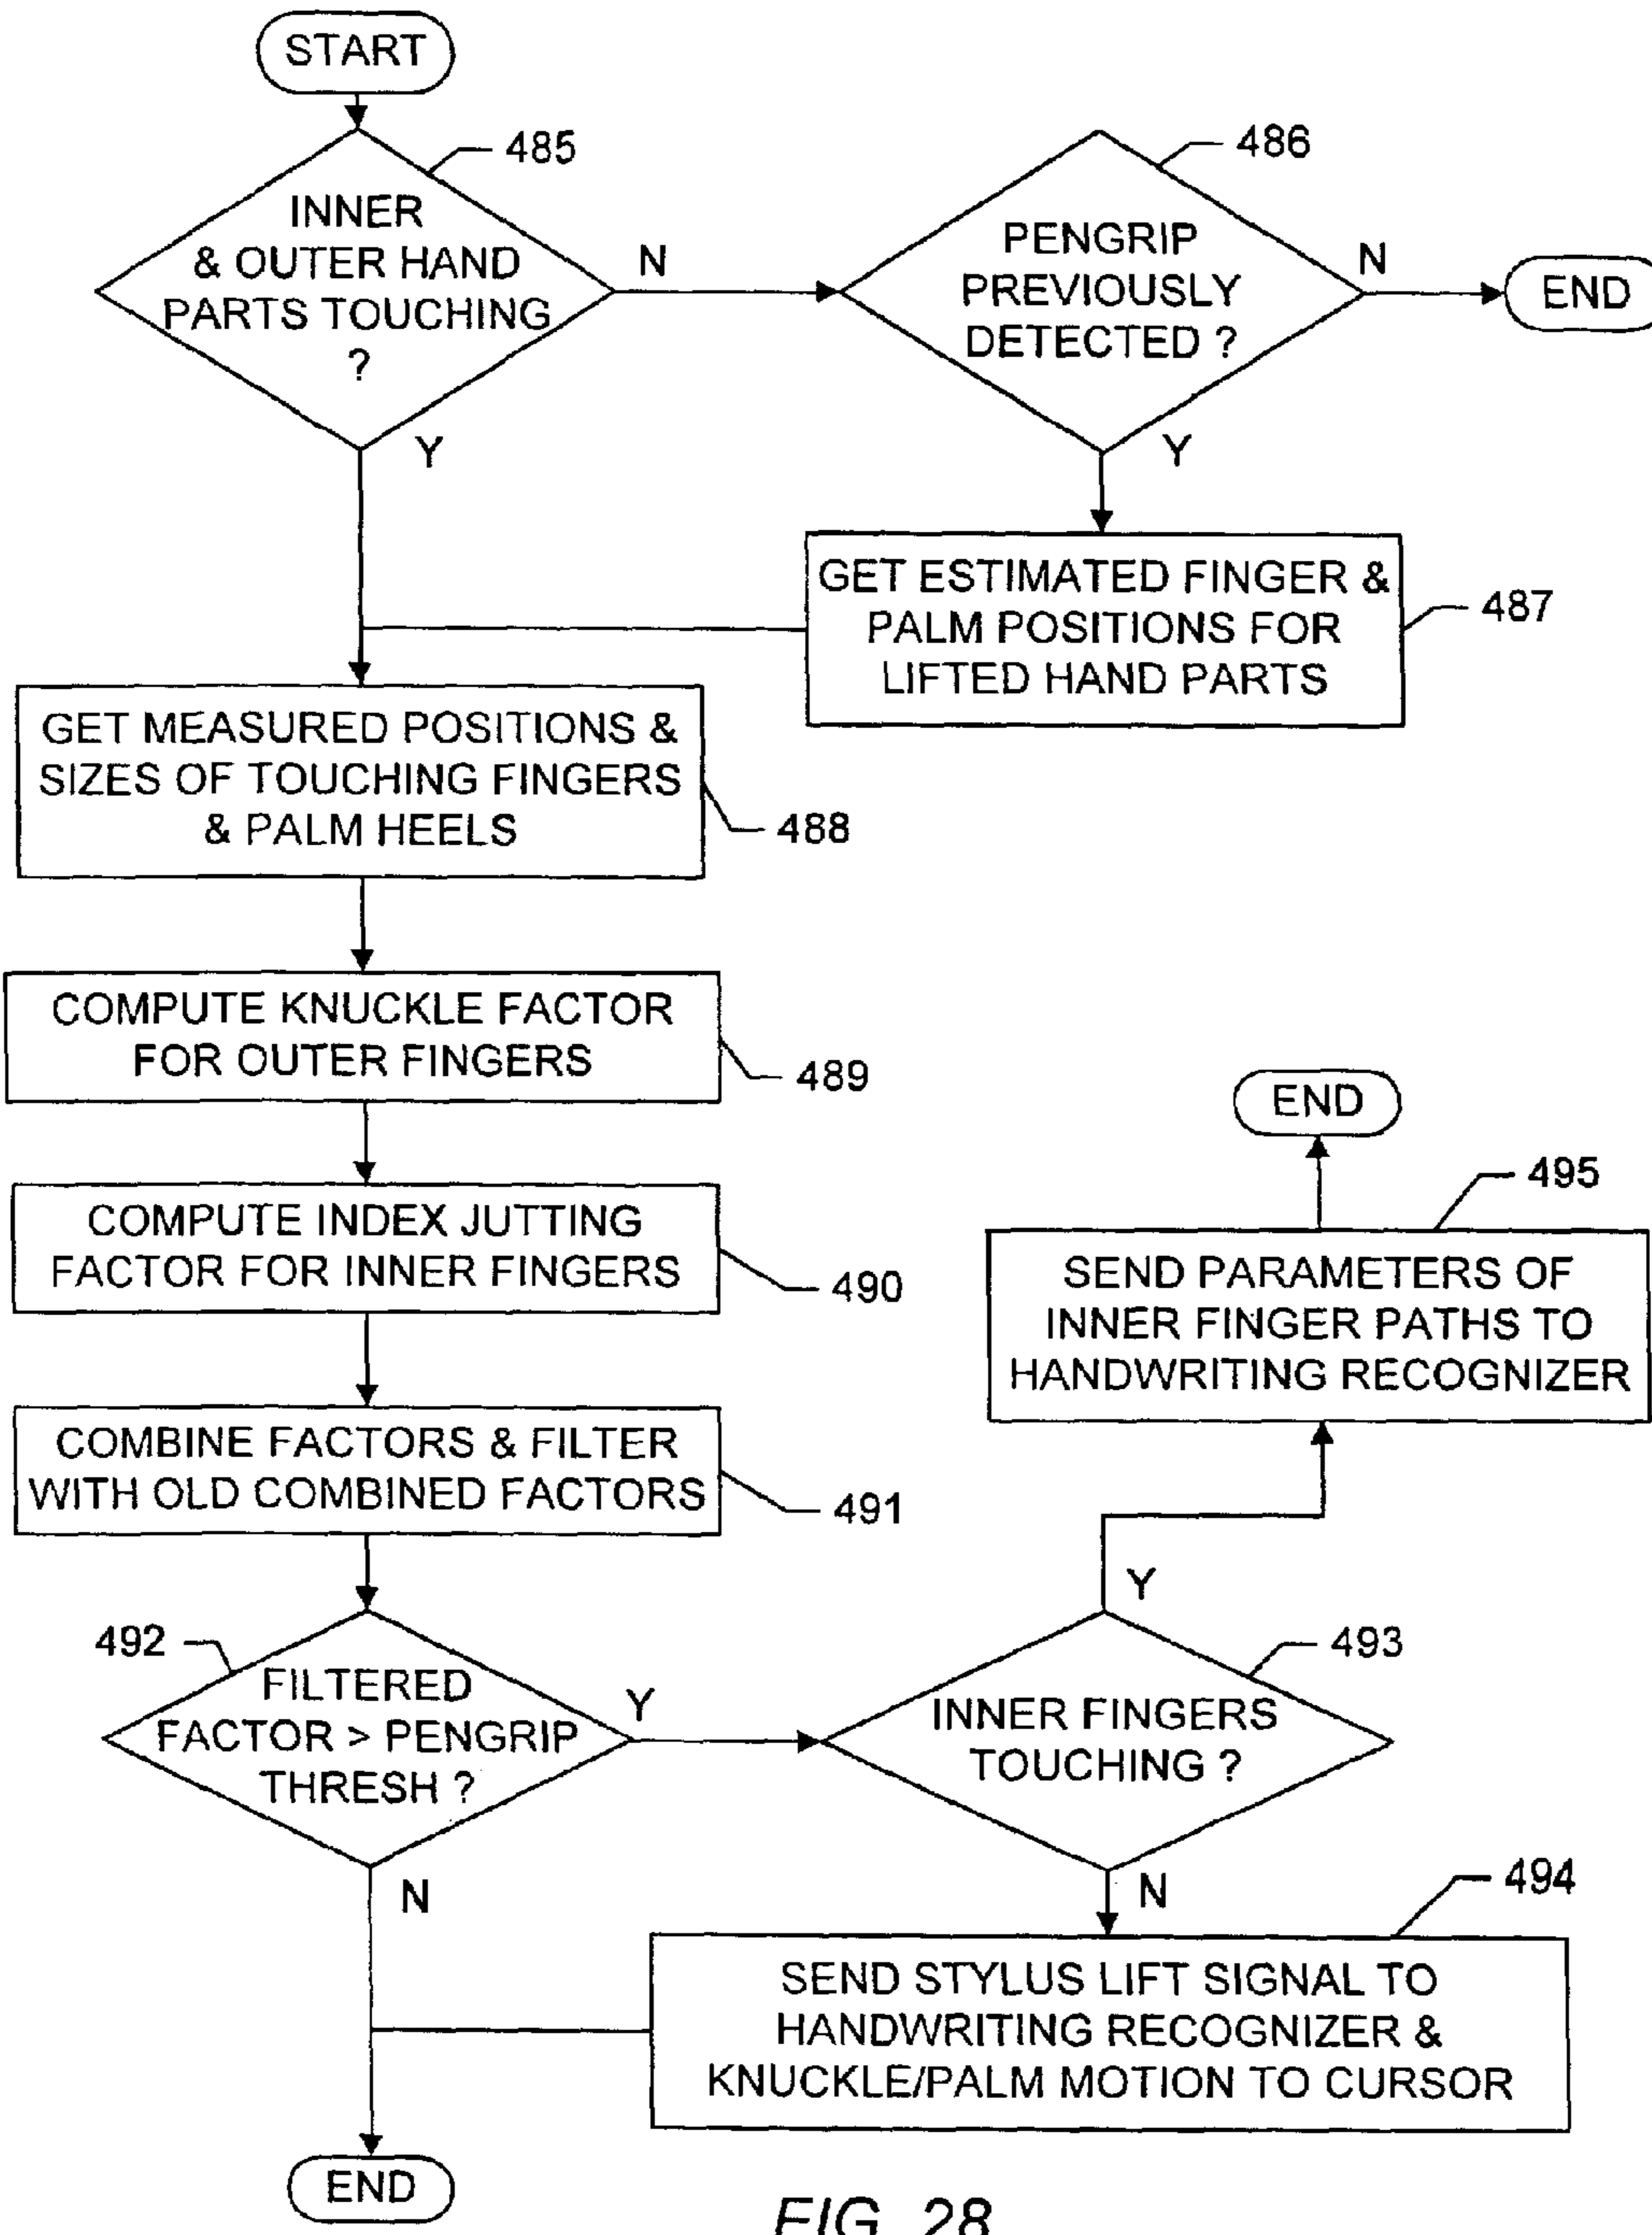 START
485
INNER
& OUTER HAND
PARTS TOUCHING
?
N
Y
486
PENGRIP
PREVIOUSLY
DETECTED ?
N
END
Y
GET ESTIMATED FINGER &
PALM POSITIONS FOR
LIFTED HAND PARTS
487
GET MEASURED POSITIONS &
SIZES OF TOUCHING FINGERS
& PALM HEELS
488
COMPUTE KNUCKLE FACTOR
FOR OUTER FINGERS
489
COMPUTE INDEX JUTTING
FACTOR FOR INNER FINGERS
490
COMBINE FACTORS & FILTER
WITH OLD COMBINED FACTORS
491
492
FILTERED
FACTOR > PENGRIP
THRESH ?
Y
N
493
INNER FINGERS
TOUCHING ?
Y
N
END
495
SEND PARAMETERS OF
INNER FINGER PATHS TO
HANDWRITING RECOGNIZER
494
SEND STYLUS LIFT SIGNAL TO
HANDWRITING RECOGNIZER &
KNUCKLE/PALM MOTION TO CURSOR
END
FIG. 28